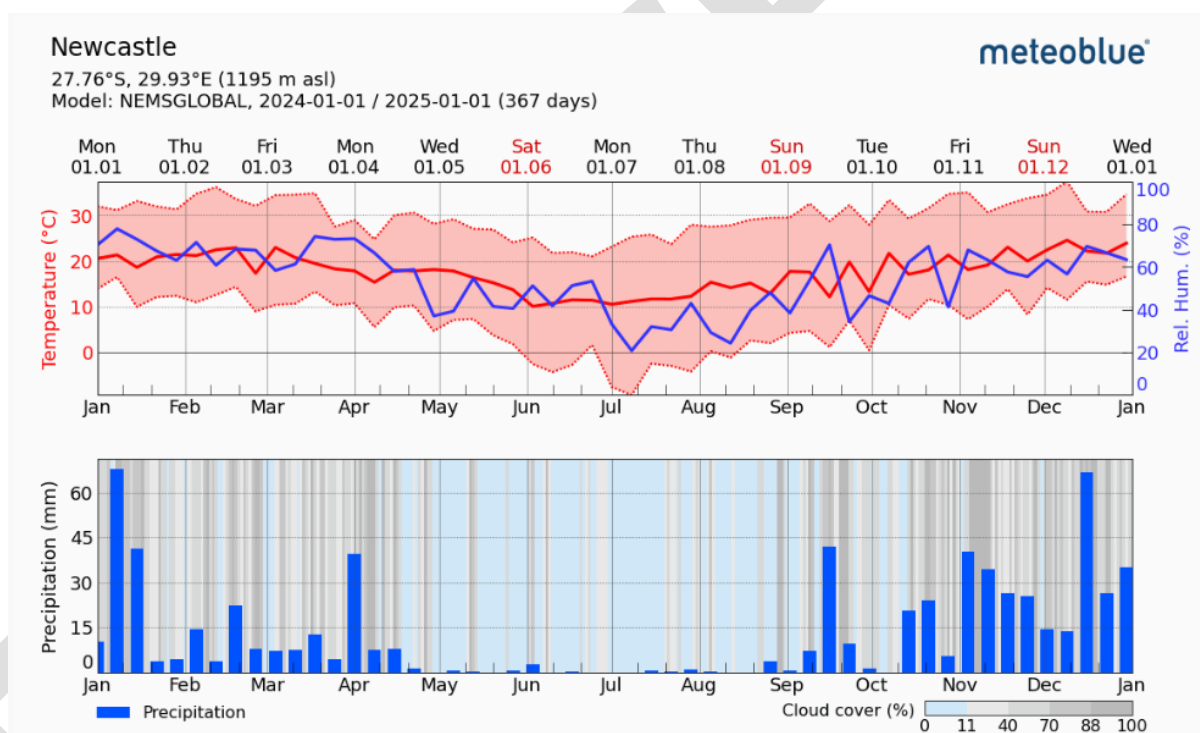 Newcastle
meteoblue
27.76°S, 29.93°E (1195 m asl)
Model: NEMSGLOBAL, 2024-01-01 / 2025-01-01 (367 days)
Mon Thu Fri Mon Wed Sat Mon Thu Sun Tue Fri Sun Wed
01.01 01.02 01.03 01.04 01.05 01.06 01.07 01.08 01.09 01.10 01.11 01.12 01.01
Temperature (°C)
30
20
10
0
100
80
60
40
20
0
Rel. Hum. (%)
Jan Feb Mar Apr May Jun Jul Aug Sep Oct Nov Dec Jan
Precipitation (mm)
60
45
30
15
0
Jan Feb Mar Apr May Jun Jul Aug Sep Oct Nov Dec Jan
Precipitation
Cloud cover (%)
0 11 40 70 88 100